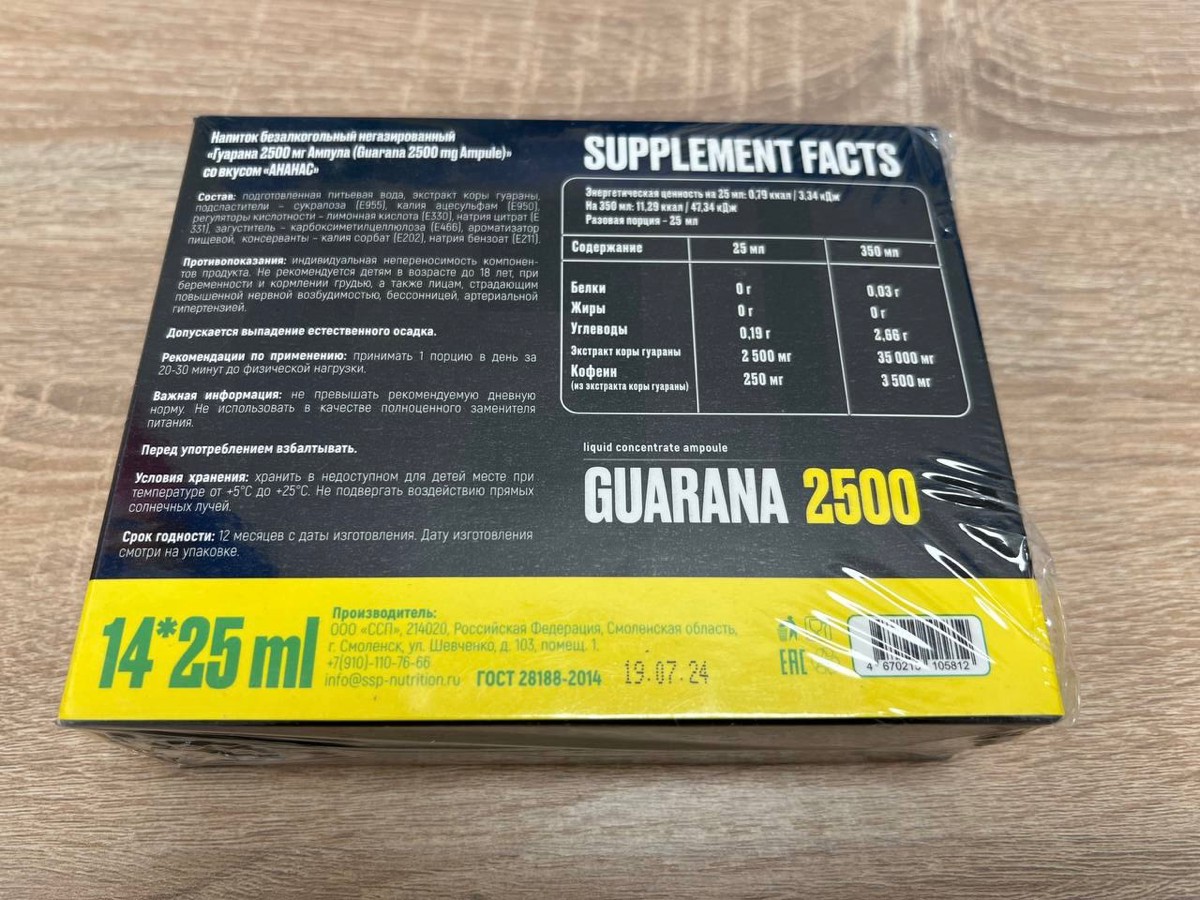 Напиток безалкогольный негазированный
«Гуарана 2500 мг Ампула (Guarana 2500 mg Ampule)»
со вкусом «АНАНАС»
Состав: подготовленная питьевая вода, экстракт коры гуараны,
подсластители – сукралоза (Е955), калия ацесульфам (Е950),
регуляторы кислотности – лимонная кислота (Е330), натрия цитрат (Е
331), загуститель – карбоксиметилцеллюлоза (Е466), ароматизатор
пищевой, консерванты – калия сорбат (Е202), натрия бензоат (Е211).
Противопоказания: индивидуальная непереносимость компонен-
тов продукта. Не рекомендуется детям в возрасте до 18 лет, при
беременности и кормлении грудью, а также лицам, страдающим
повышенной нервной возбудимостью, бессонницей, артериальной
гипертензией.
Допускается выпадение естественного осадка.
Рекомендации по применению: принимать 1 порцию в день за
20-30 минут до физической нагрузки.
Важная информация: не превышать рекомендуемую дневную
норму. Не использовать в качестве полноценного заменителя
питания.
Перед употреблением взбалтывать.
Условия хранения: хранить в недоступном для детей месте при
температуре от +5°С до +25°С. Не подвергать воздействию прямых
солнечных лучей.
Срок годности: 12 месяцев с даты изготовления. Дату изготовления
смотри на упаковке.
SUPPLEMENT FACTS
Энергетическая ценность на 25 мл: 0,79 ккал / 3,34 кДж
На 350 мл: 11,29 ккал / 47,34 кДж
Разовая порция – 25 мл
Содержание 25 мл 350 мл
Белки 0 г 0,03 г
Жиры 0 г 0 г
Углеводы 0,19 г 2,66 г
Экстракт коры гуараны 2 500 мг 35 000 мг
Кофеин 250 мг 3 500 мг
(из экстракта коры гуараны)
liquid concentrate ampoule
GUARANA 2500
14*25 ml
Производитель:
ООО «ССП», 214020, Российская Федерация, Смоленская область,
г. Смоленск, ул. Шевченко, д. 103, помещ. 1.
+7(910)-110-76-66
info@ssp-nutrition.ru ГОСТ 28188-2014
19.07.24
EAC
4 670218 105812